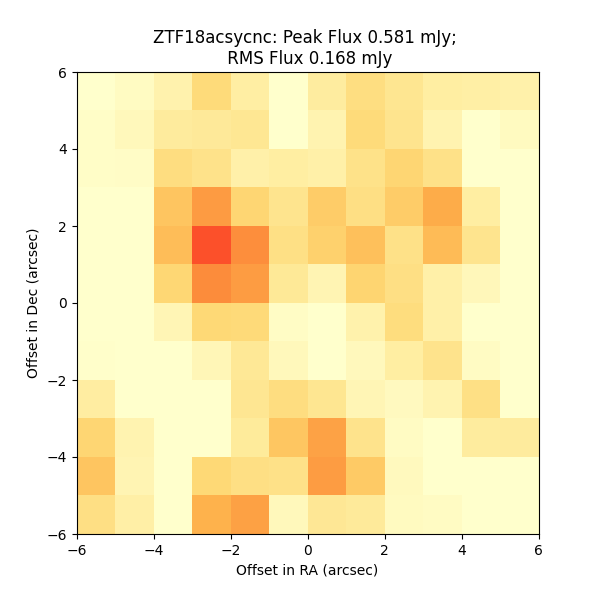 ZTF18acsycnc: Peak Flux 0.581 mJy;
RMS Flux 0.168 mJy
6
4
2
0
−2
−4
−6
Offset in Dec (arcsec)
−6 −4 −2 0 2 4 6
Offset in RA (arcsec)